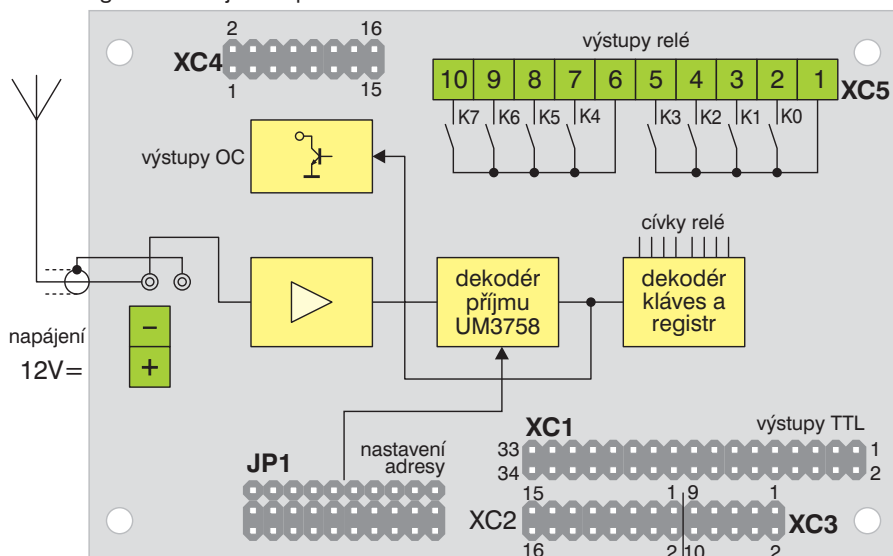 2 16
XC4
1 15
výstupy relé
10 9 8 7 6 5 4 3 2 1
XC5
K7 K6 K5 K4 K3 K2 K1 K0
výstupy OC
cívky relé
dekodér
příjmu
UM3758
dekodér
kláves a
registr
napájení
12V=
−
+
JP1
nastavení
adresy
XC1
výstupy TTL
33 1
34 2
15 1 9 1
XC2
XC3
16 2 10 2